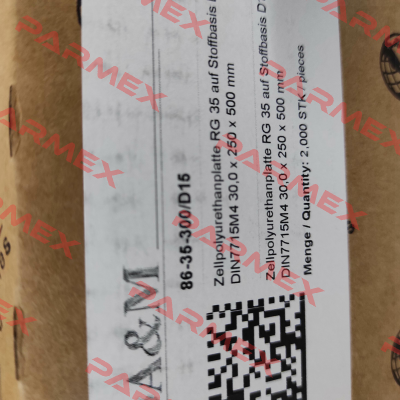 A&M
86-35-300/D15
Zellpolyurethanplatte RG 35 auf Stoffbasis
DIN7715M4 30,0 x 250 x 500 mm
Zellpolyurethanplatte RG 35 auf Stoffbasis
DIN7715M4 30,0 x 250 x 500 mm
Menge / Quantity: 2,000 STK / pieces
PARMEX
PARMEX
PARMEX
PARMEX
PARMEX
PARMEX